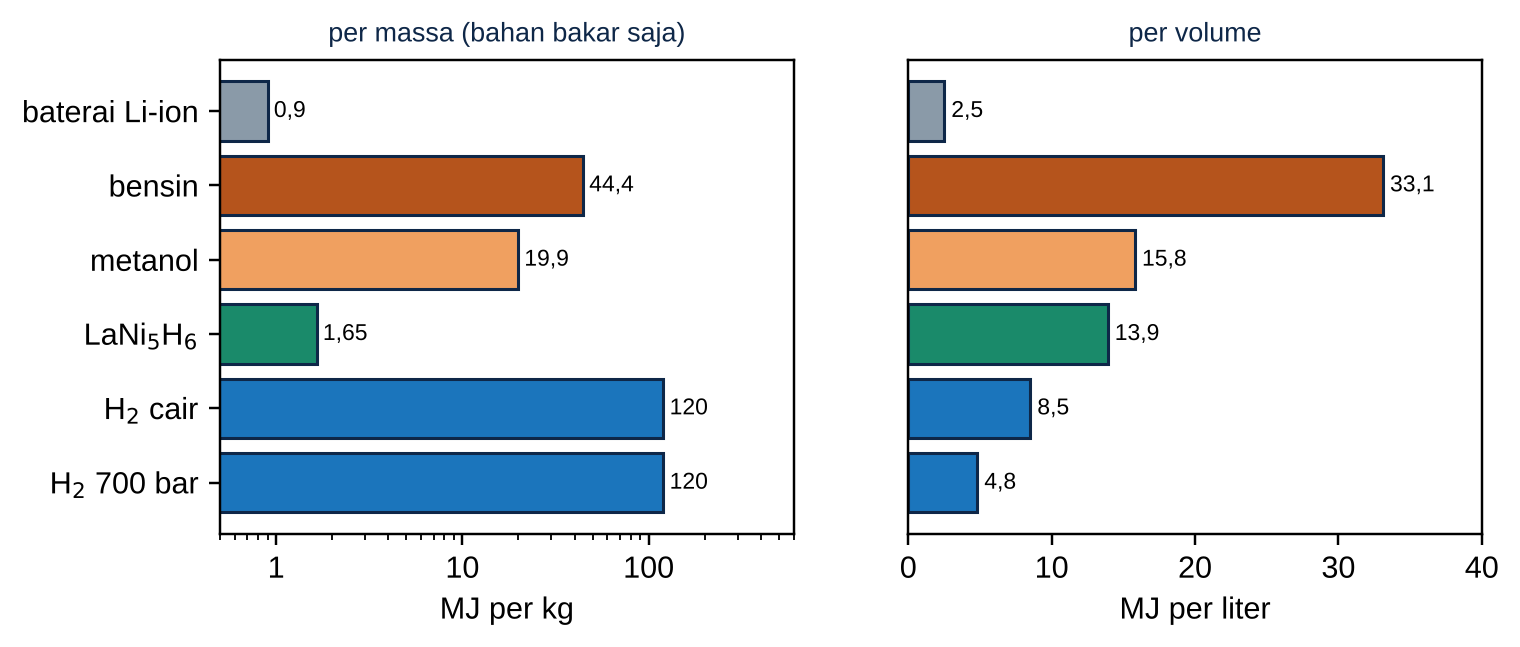 per massa (bahan bakar saja)
baterai Li-ion
0,9
bensin
44,4
metanol
19,9
LaNi₅H₆
1,65
H₂ cair
120
H₂ 700 bar
120
1 10 100
MJ per kg
per volume
2,5
33,1
15,8
13,9
8,5
4,8
0 10 20 30 40
MJ per liter